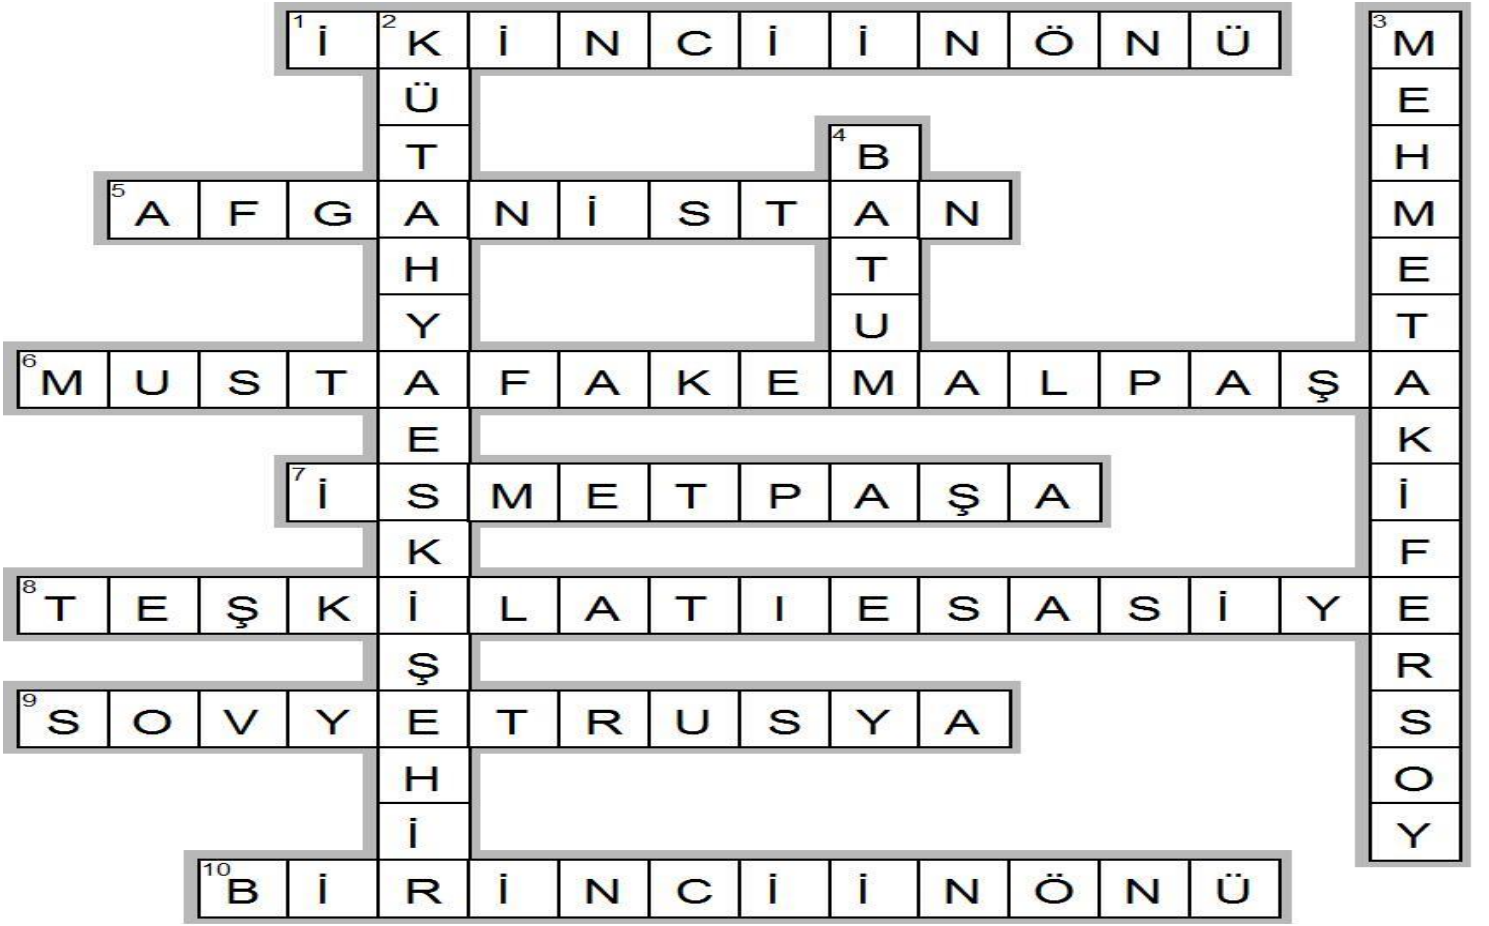 1 İ 2 K İ N C İ İ N Ö N Ü 3 M
Ü E
T 4 B H
5 A F G A N İ S T A N M
H T E
Y U T
6 M U S T A F A K E M A L P A Ş A
E K
7 İ S M E T P A Ş A İ
K F
8 T E Ş K İ L A T I E S A S İ Y E
Ş R
9 S O V Y E T R U S Y A S
H O
İ Y
10 B İ R İ N C İ İ N Ö N Ü